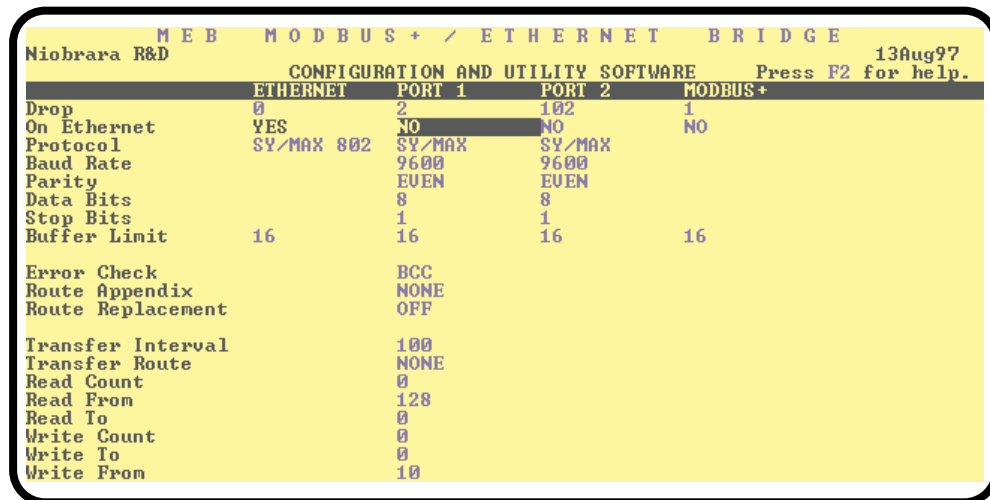 MEB MODBUS+ / ETHERNET BRIDGE
Niobrara R&D 13Aug97
CONFIGURATION AND UTILITY SOFTWARE Press F2 for help.
ETHERNET PORT 1 PORT 2 MODBUS+
Drop 0 2 102 1
On Ethernet YES NO NO NO
Protocol SY/MAX 802 SY/MAX SY/MAX
Baud Rate 9600 9600
Parity EVEN EVEN
Data Bits 8 8
Stop Bits 1 1
Buffer Limit 16 16 16 16
Error Check BCC
Route Appendix NONE
Route Replacement OFF
Transfer Interval 100
Transfer Route NONE
Read Count 0
Read From 128
Read To 0
Write Count 0
Write To 0
Write From 10